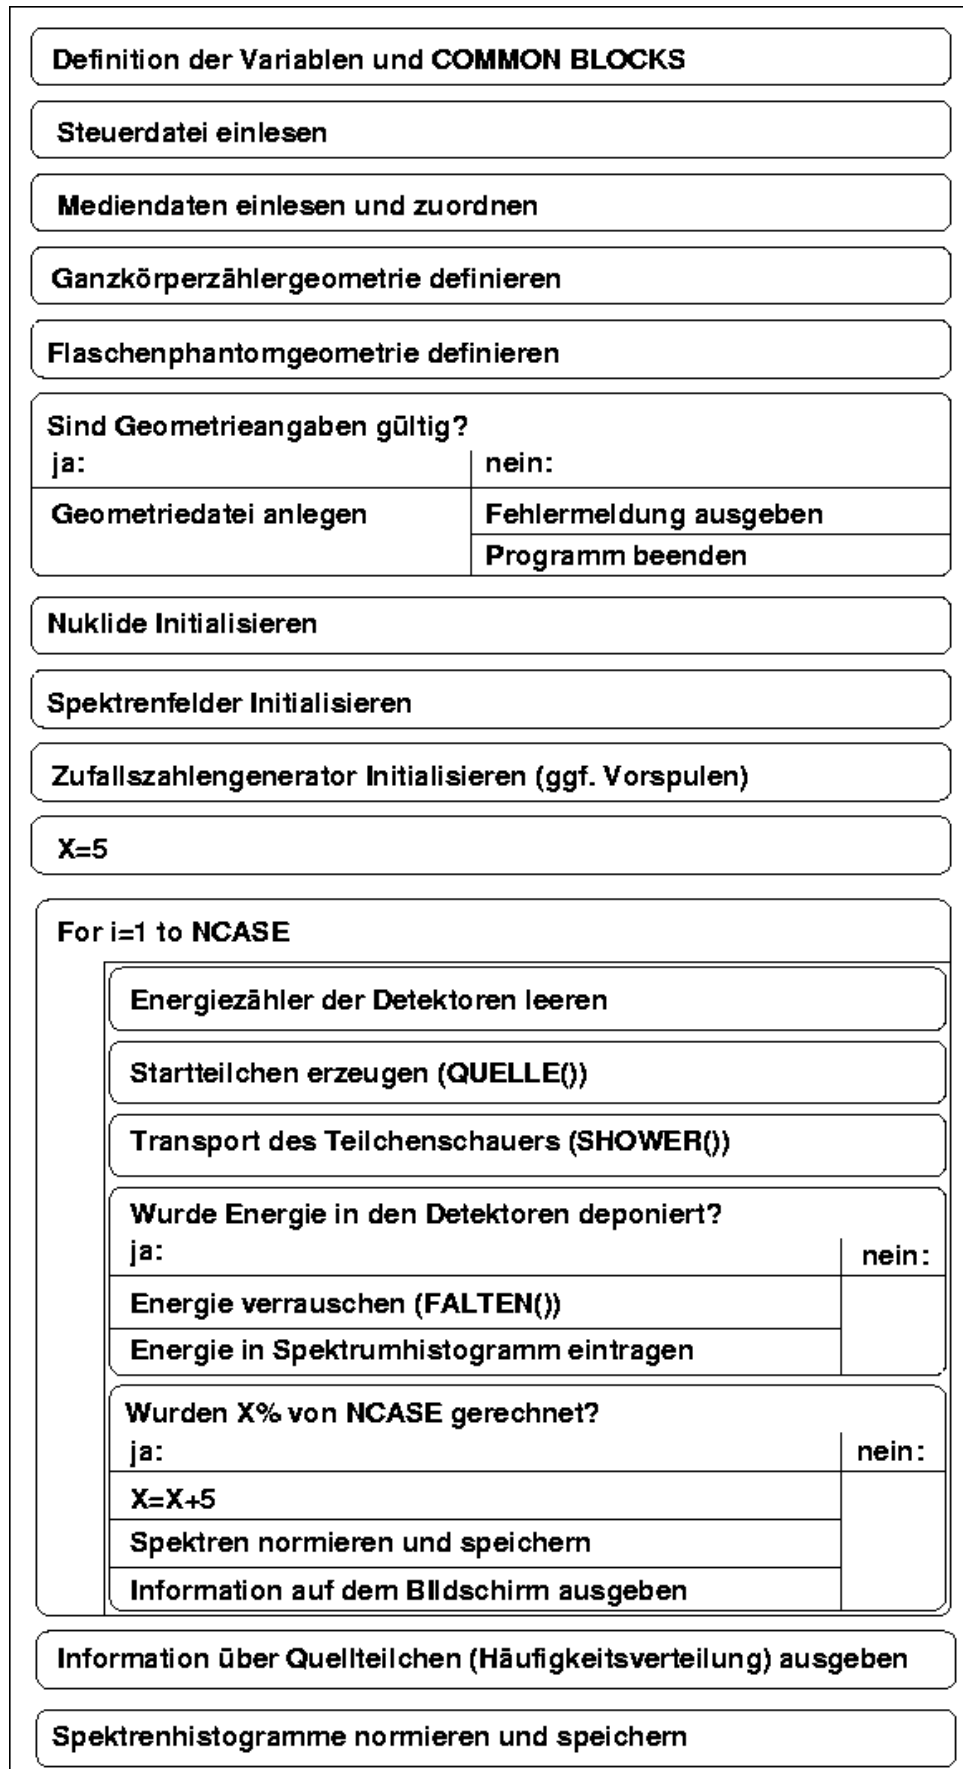 Definition der Variablen und COMMON BLOCKS
Steuerdatei einlesen
Mediendaten einlesen und zuordnen
Ganzkörperzählergeometrie definieren
Flaschenphantomgeometrie definieren
Sind Geometrieangaben gültig?
ja: nein:
Geometriedatei anlegen Fehlermeldung ausgeben
Programm beenden
Nuklide Initialisieren
Spektrenfelder Initialisieren
Zufallszahlengenerator Initialisieren (ggf. Vorspulen)
X=5
For i=1 to NCASE
Energiezähler der Detektoren leeren
Startteilchen erzeugen (QUELLE())
Transport des Teilchenschauers (SHOWER())
Wurde Energie in den Detektoren deponiert?
ja: nein:
Energie verrauschen (FALTEN())
Energie in Spektrumhistogramm eintragen
Wurden X% von NCASE gerechnet?
ja: nein:
X=X+5
Spektren normieren und speichern
Information auf dem BIldschirm ausgeben
Information über Quellteilchen (Häufigkeitsverteilung) ausgeben
Spektrenhistogramme normieren und speichern